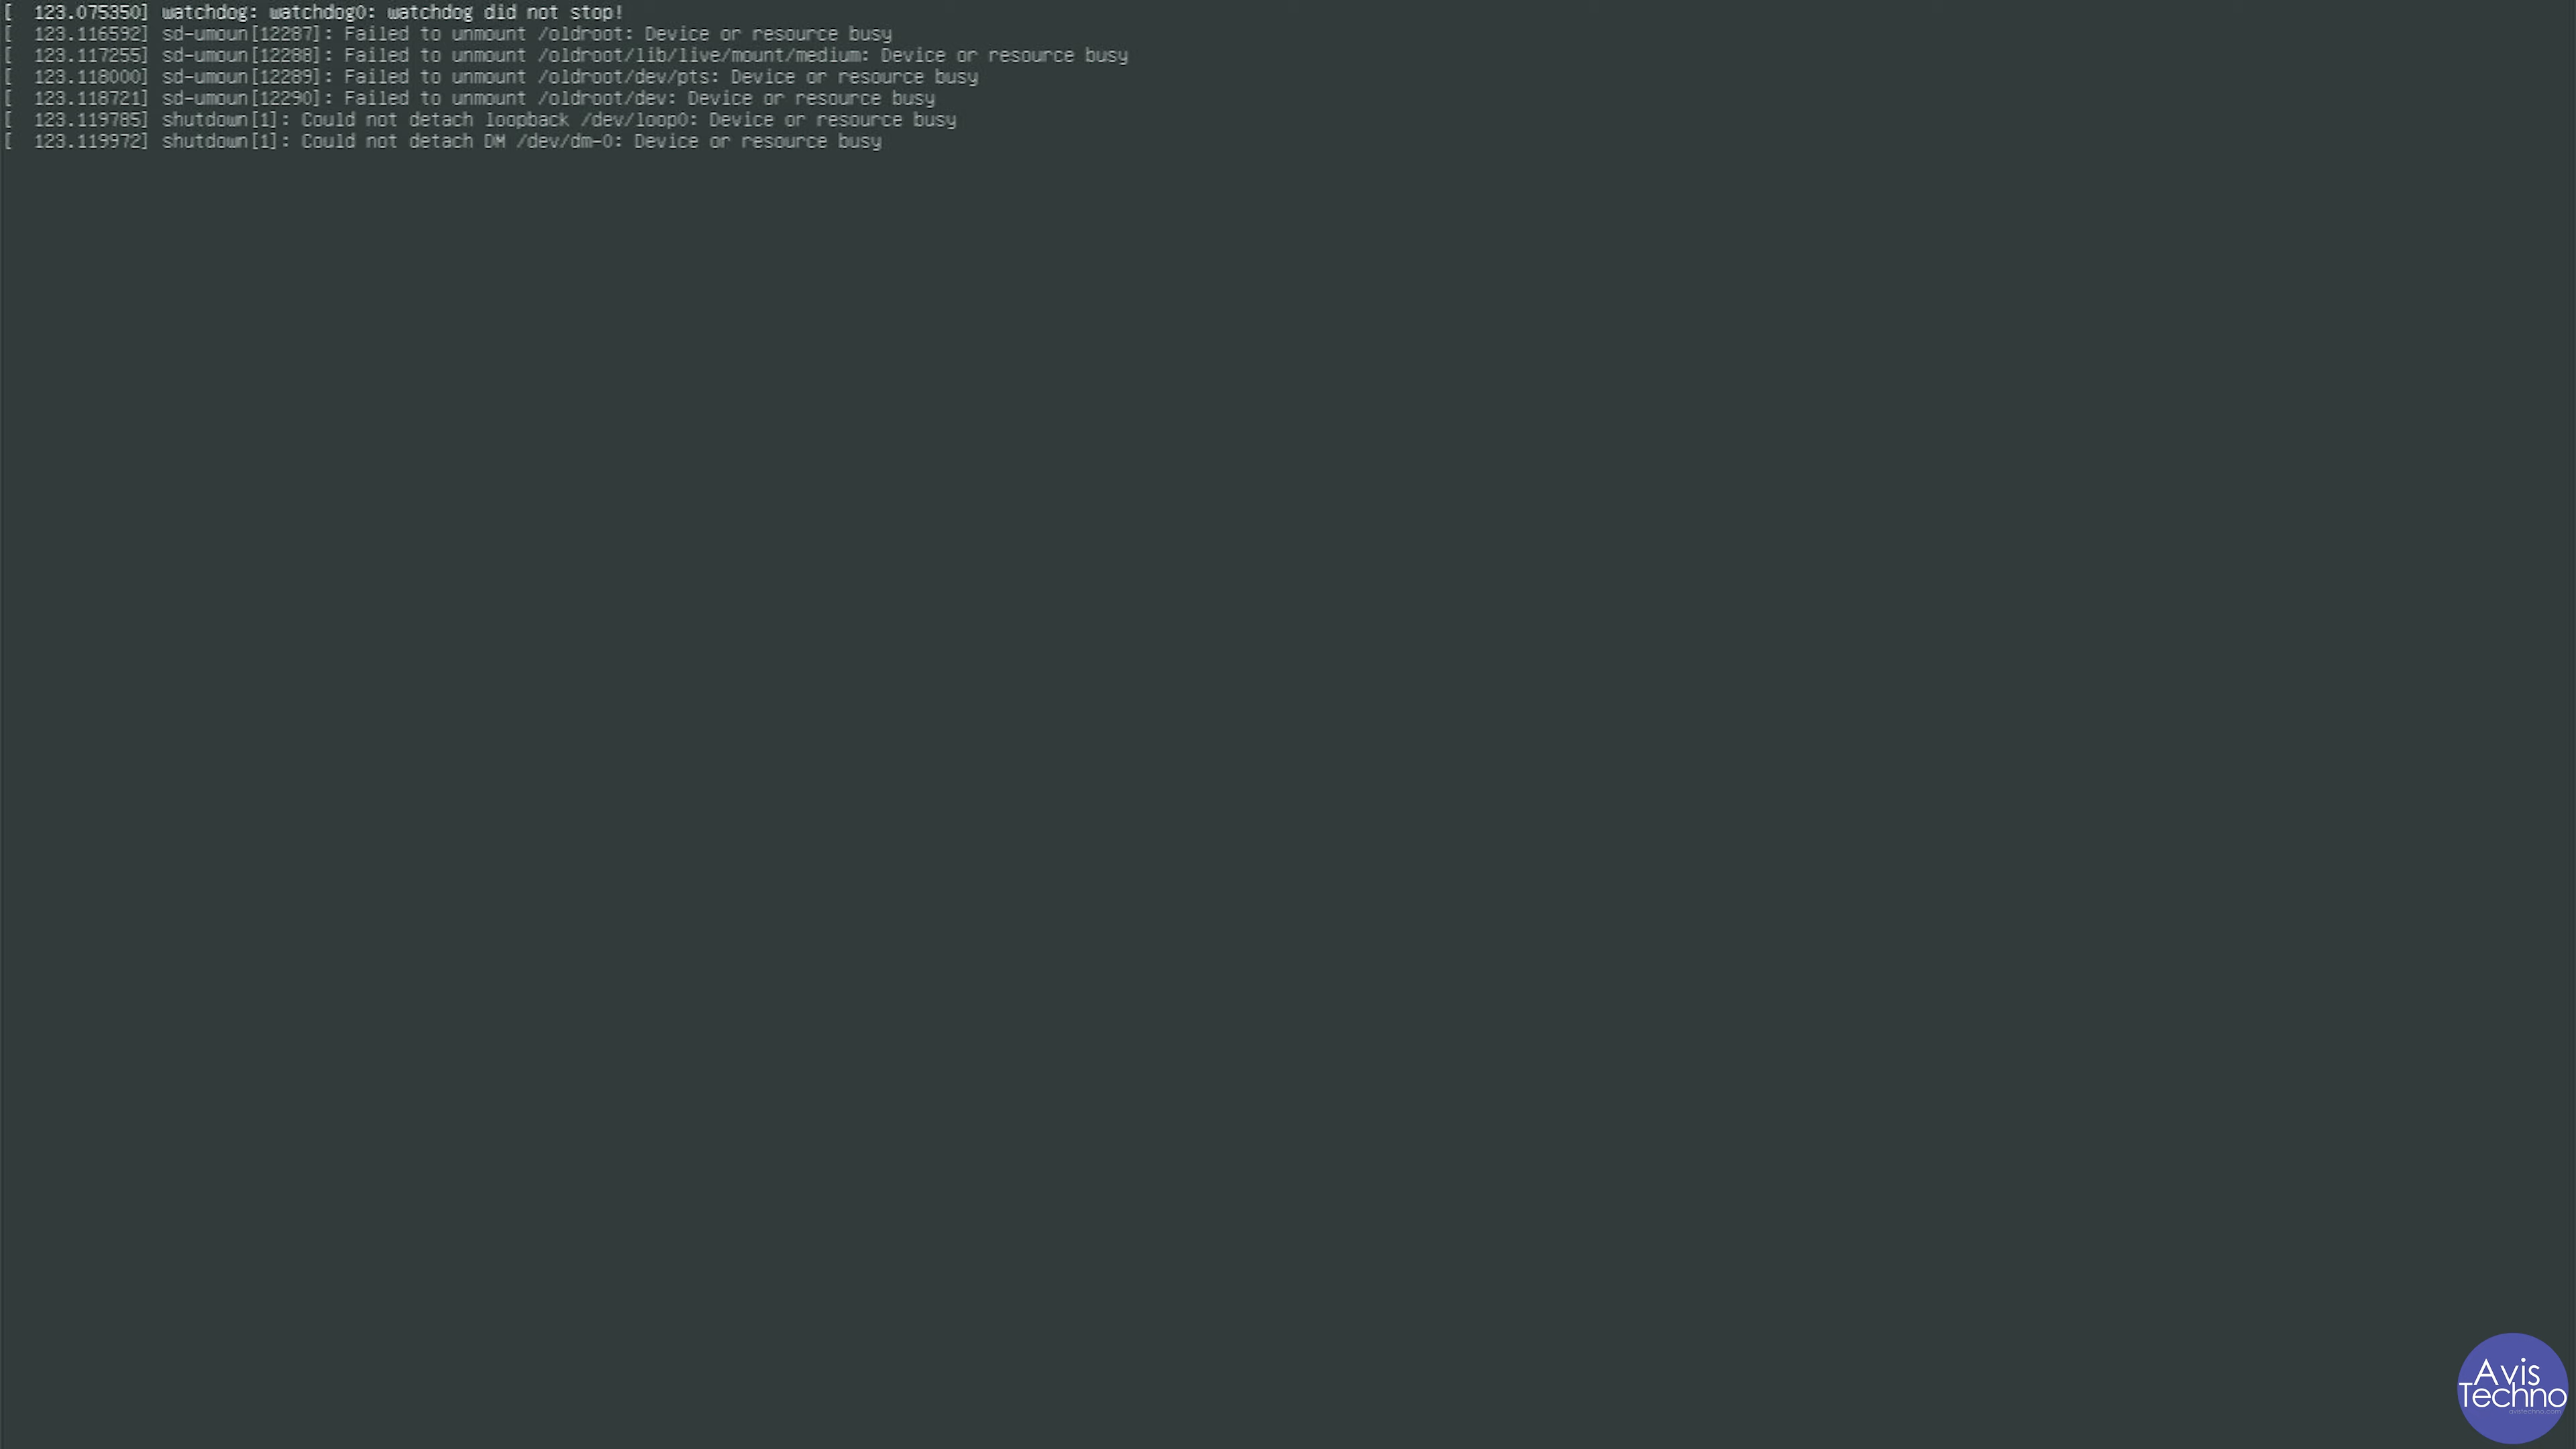 [  123.075350] watchdog: watchdog0: watchdog did not stop!
[  123.116592] sd-umoun[12287]: Failed to unmount /oldroot: Device or resource busy
[  123.117255] sd-umoun[12288]: Failed to unmount /oldroot/lib/live/mount/medium: Device or resource busy
[  123.118000] sd-umoun[12289]: Failed to unmount /oldroot/dev/pts: Device or resource busy
[  123.118721] sd-umoun[12290]: Failed to unmount /oldroot/dev: Device or resource busy
[  123.119785] shutdown[1]: Could not detach loopback /dev/loop0: Device or resource busy
[  123.119972] shutdown[1]: Could not detach DM /dev/dm-0: Device or resource busy
Avis
Techno